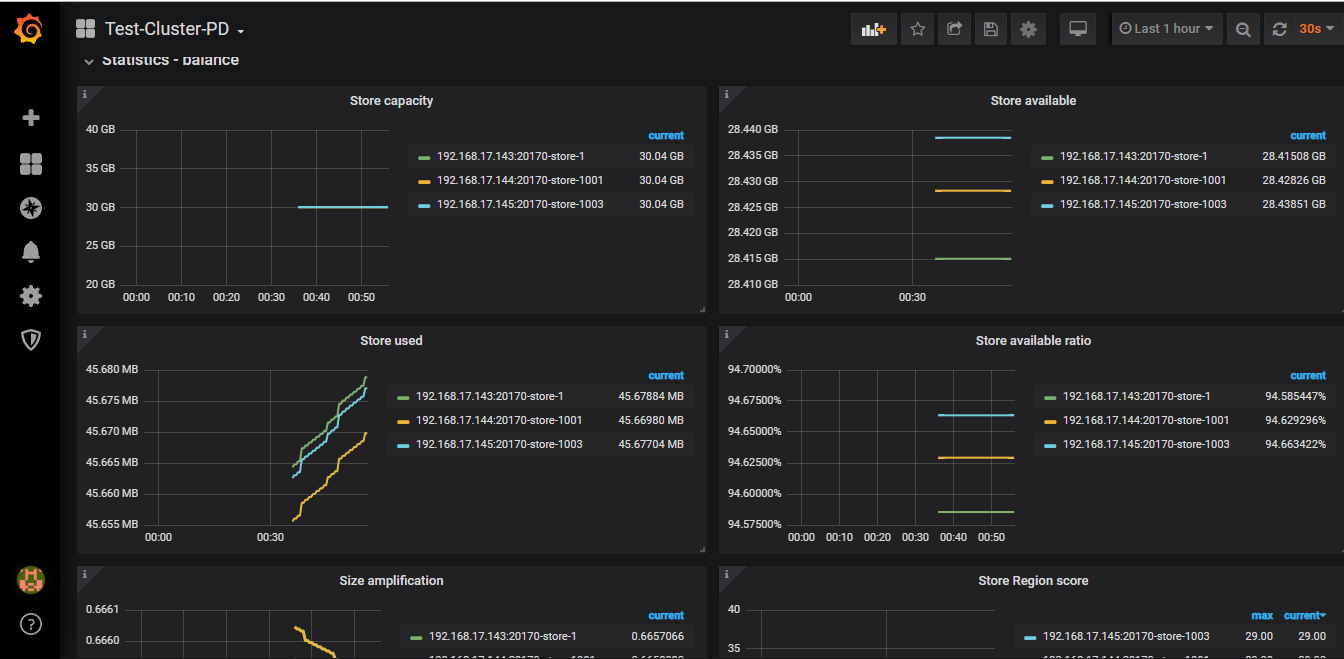 Test-Cluster-PD
Last 1 hour
30s
Statistics - balance
Store capacity
40 GB
35 GB
30 GB
25 GB
20 GB
00:00 00:10 00:20 00:30 00:40 00:50
current
192.168.17.143:20170-store-1 30.04 GB
192.168.17.144:20170-store-1001 30.04 GB
192.168.17.145:20170-store-1003 30.04 GB
Store available
28.440 GB
28.435 GB
28.430 GB
28.425 GB
28.420 GB
28.415 GB
28.410 GB
00:00 00:30
current
192.168.17.143:20170-store-1 28.41508 GB
192.168.17.144:20170-store-1001 28.42826 GB
192.168.17.145:20170-store-1003 28.43851 GB
Store used
45.680 MB
45.675 MB
45.670 MB
45.665 MB
45.660 MB
45.655 MB
00:00 00:30
current
192.168.17.143:20170-store-1 45.67884 MB
192.168.17.144:20170-store-1001 45.66980 MB
192.168.17.145:20170-store-1003 45.67704 MB
Store available ratio
94.70000%
94.67500%
94.65000%
94.62500%
94.60000%
94.57500%
00:00 00:10 00:20 00:30 00:40 00:50
current
192.168.17.143:20170-store-1 94.585447%
192.168.17.144:20170-store-1001 94.629296%
192.168.17.145:20170-store-1003 94.663422%
Size amplification
0.6661
0.6660
current
192.168.17.143:20170-store-1 0.6657066
Store Region score
40
35
max current
192.168.17.145:20170-store-1003 29.00 29.00